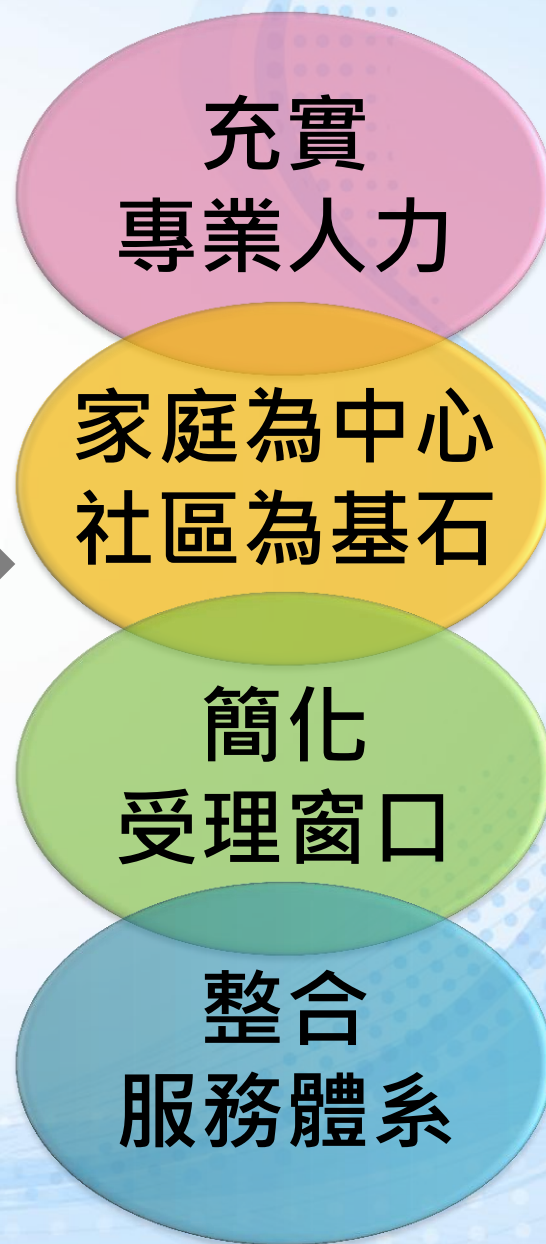 充實
專業人力
家庭為中心
社區為基石
簡化
受理窗口
整合
服務體系